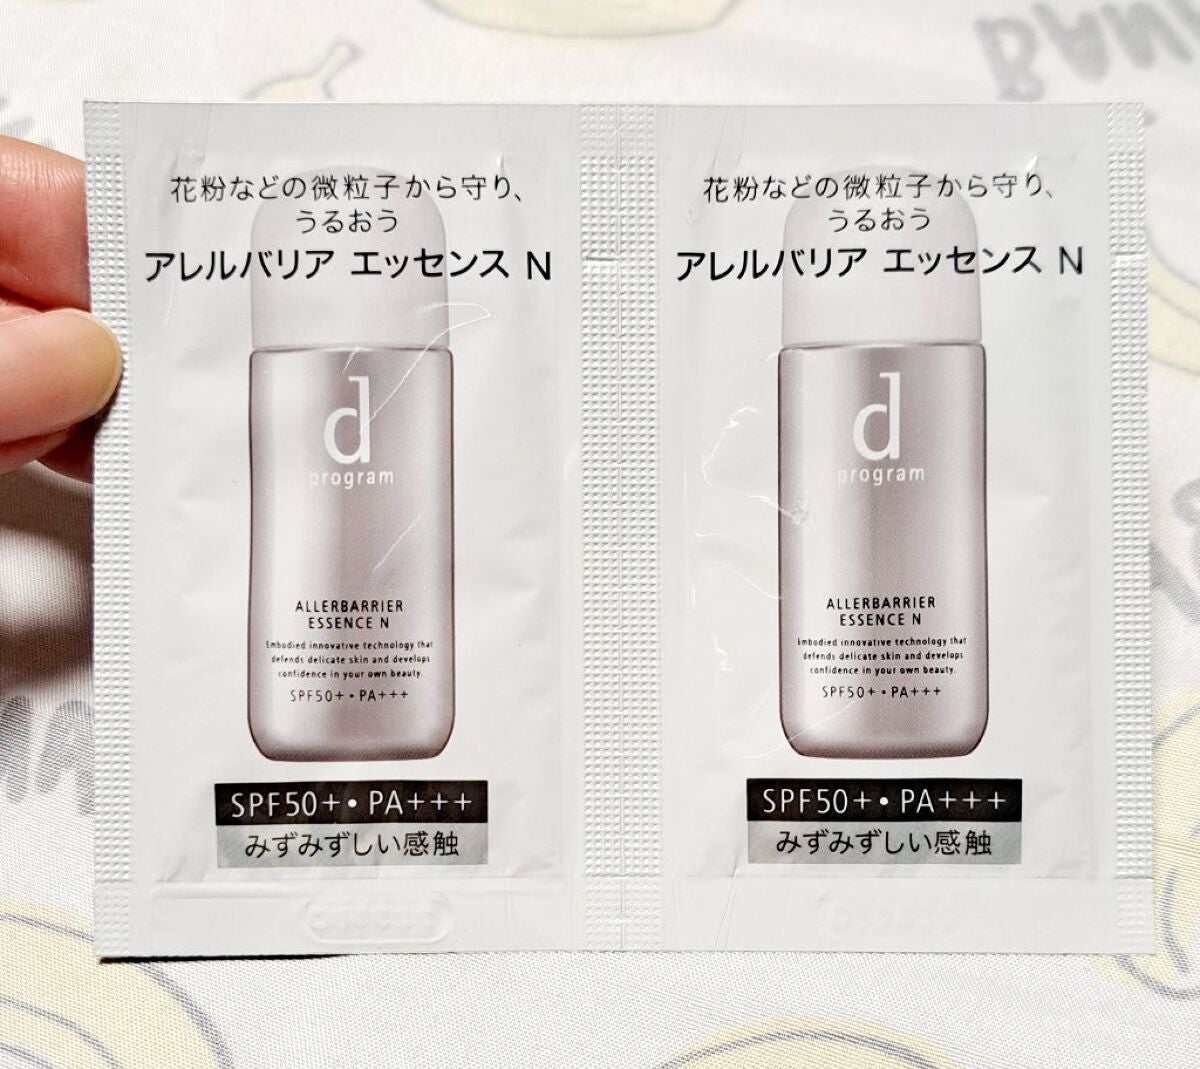 花粉などの微粒子から守り、
うるおう
アレルバリア エッセンス N
d
program
ALLERBARRIER
ESSENCE N
Embodied innovative technology that
defends delicate skin and develops
confidence in your own beauty.
SPF50+・PA+++
SPF50+・PA+++
みずみずしい感触
花粉などの微粒子から守り、
うるおう
アレルバリア エッセンス N
d
program
ALLERBARRIER
ESSENCE N
Embodied innovative technology that
defends delicate skin and develops
confidence in your own beauty.
SPF50+・PA+++
SPF50+・PA+++
みずみずしい感触